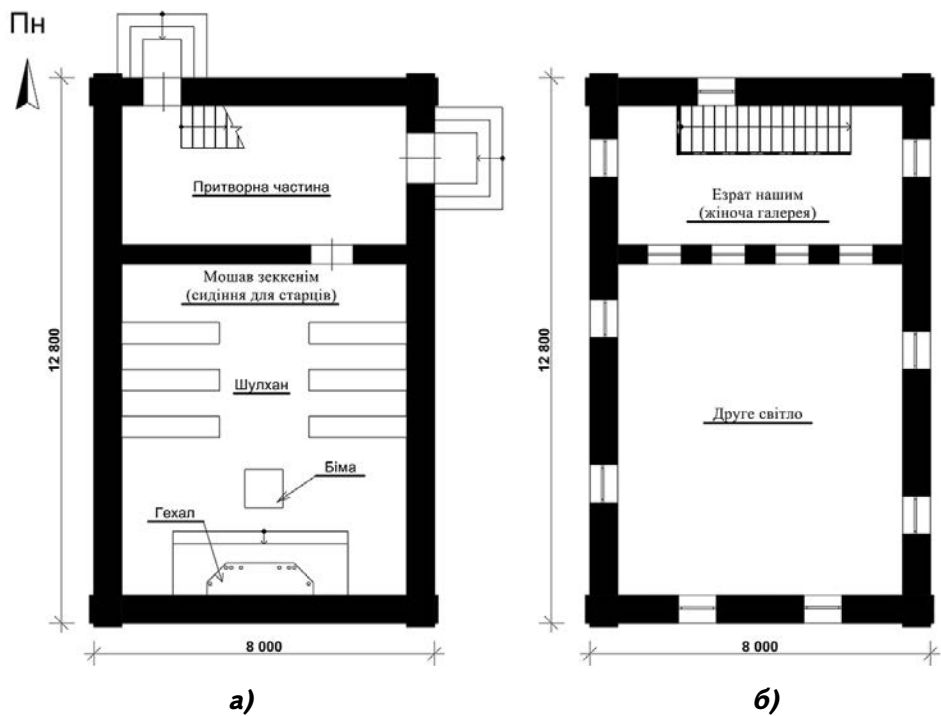 Пн
Притворна частина
Мошав зеккенім
(сидіння для старців)
Шулхан
Біма
Гехал
12 800
8 000
а)
Езрат нашим
(жіноча галерея)
Друге світло
12 800
8 000
б)